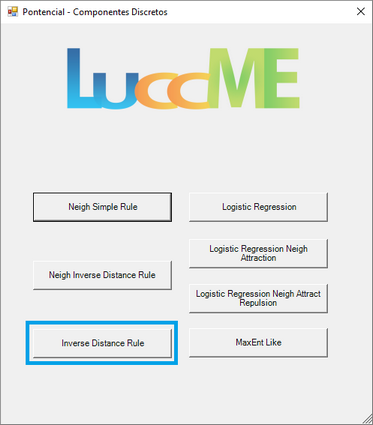 Pontencial - Componentes Discretos
LuccME
Neigh Simple Rule
Logistic Regression
Neigh Inverse Distance Rule
Logistic Regression Neigh
Attraction
Logistic Regression Neigh Attract
Repulsion
Inverse Distance Rule
MaxEnt Like